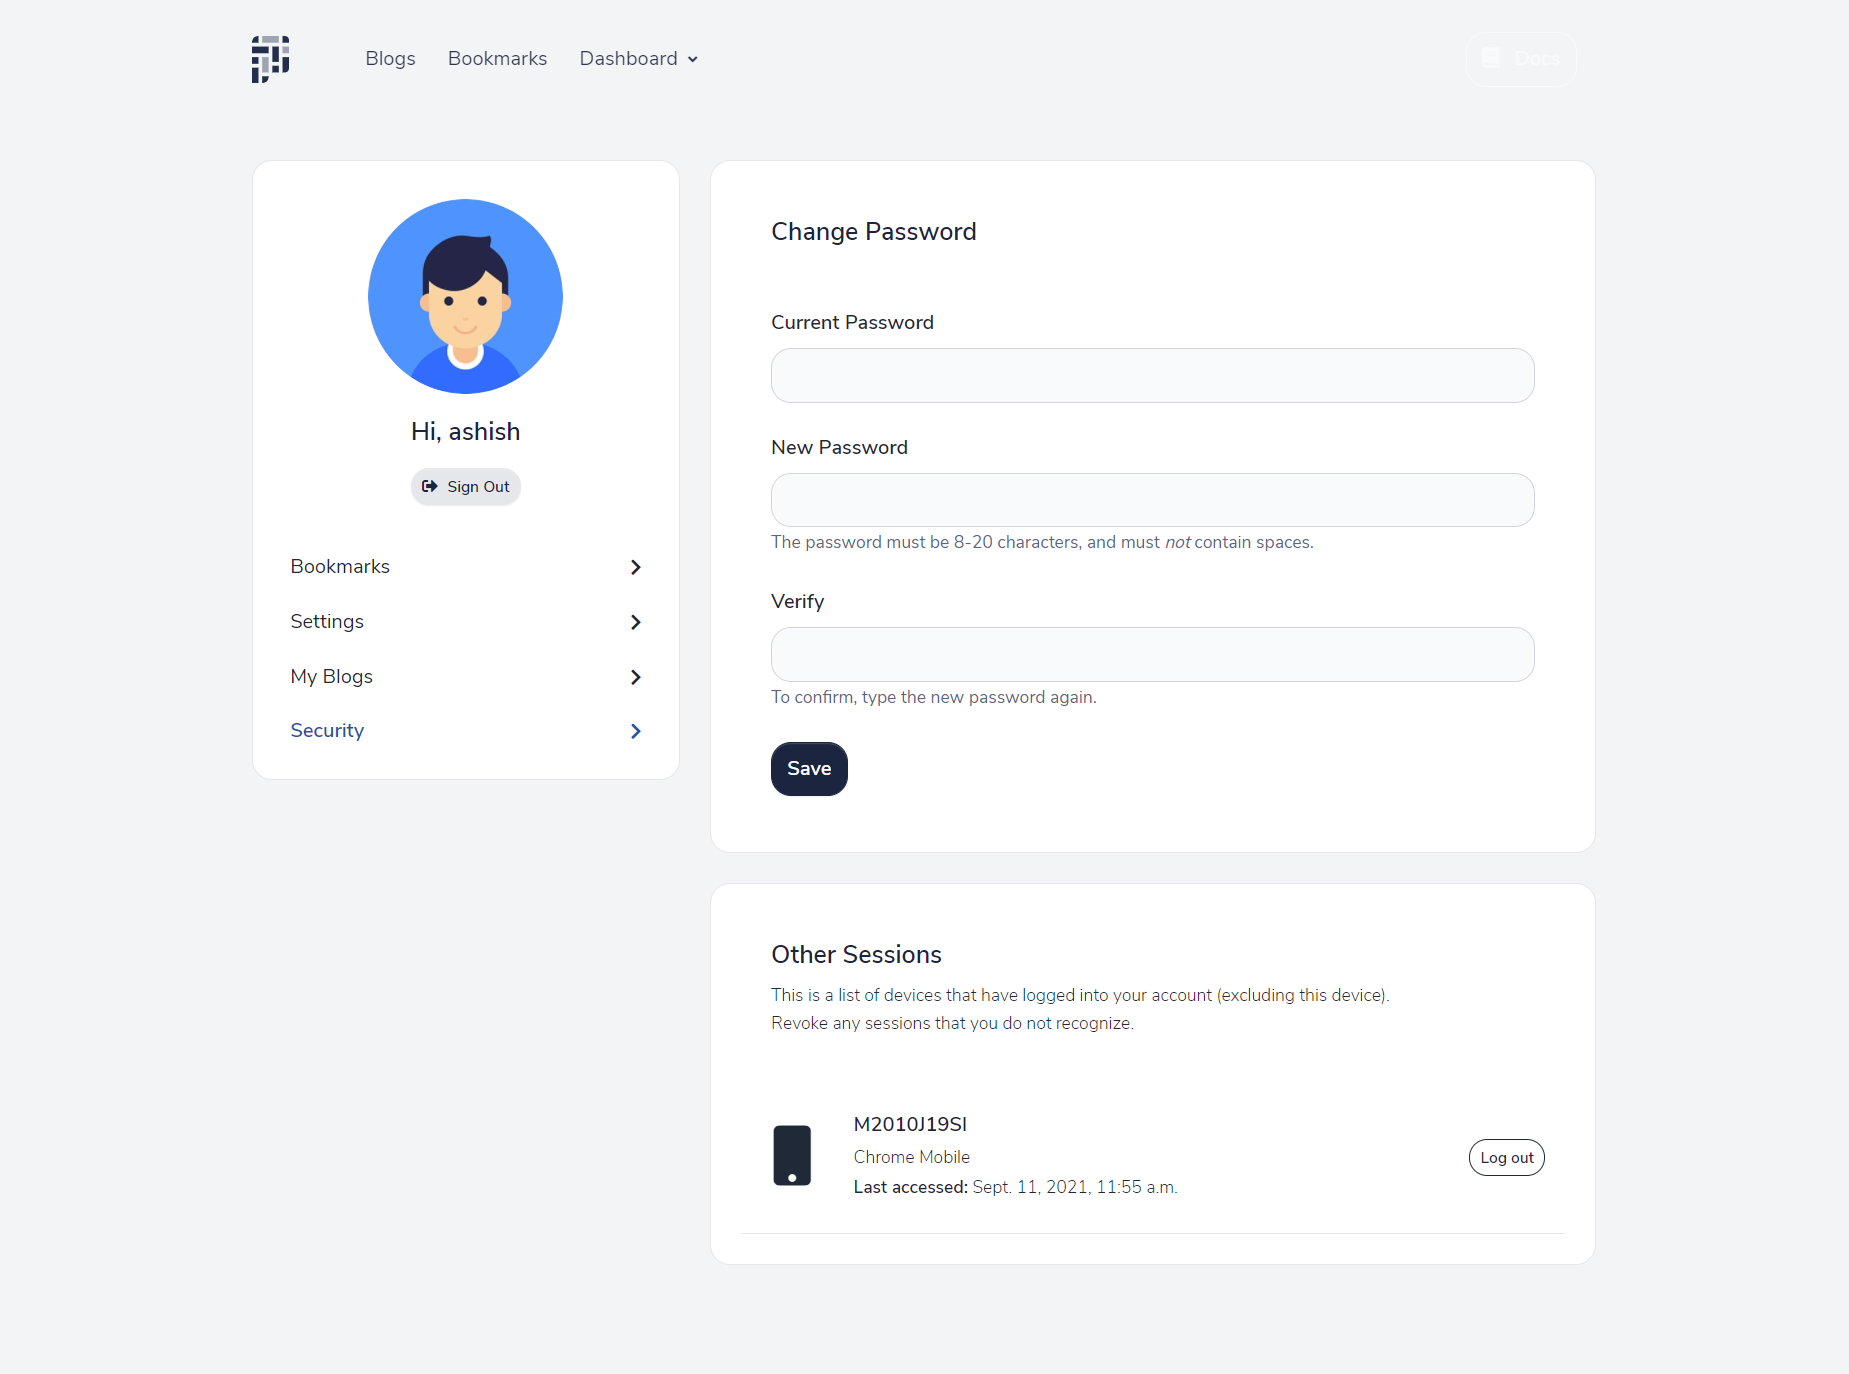 Blogs Bookmarks Dashboard Docs
Hi, ashish
Sign Out
Bookmarks
Settings
My Blogs
Security
Change Password
Current Password
New Password
The password must be 8-20 characters, and must not contain spaces.
Verify
To confirm, type the new password again.
Save
Other Sessions
This is a list of devices that have logged into your account (excluding this device).
Revoke any sessions that you do not recognize.
M2010J19SI
Chrome Mobile
Last accessed: Sept. 11, 2021, 11:55 a.m.
Log out